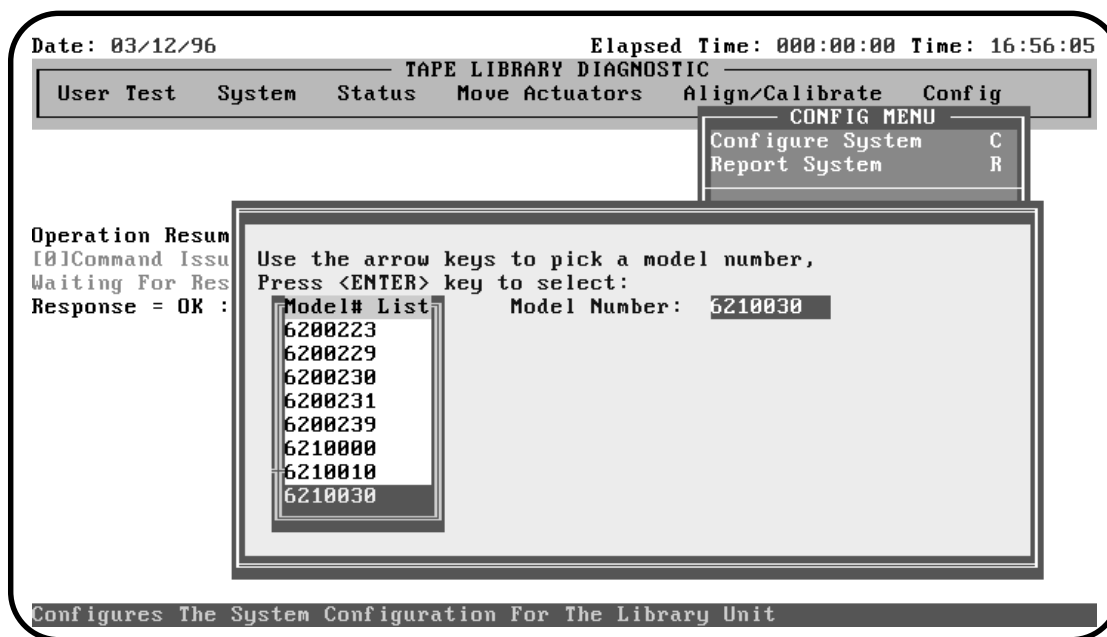 Date: 03/12/96 Elapsed Time: 000:00:00 Time: 16:56:05
TAPE LIBRARY DIAGNOSTIC
User Test System Status Move Actuators Align/Calibrate Config
CONFIG MENU
Configure System C
Report System R
Operation Resum
[0]Command Issu
Waiting For Res
Response = OK :
Use the arrow keys to pick a model number,
Press <ENTER> key to select:
Model# List
Model Number: 6210030
6200223
6200229
6200230
6200231
6200239
6210000
6210010
6210030
Configures The System Configuration For The Library Unit